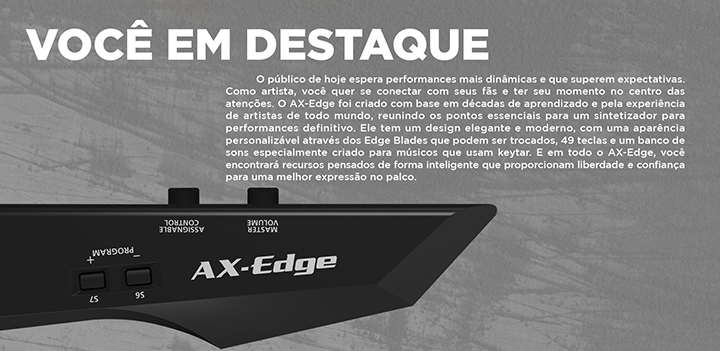 VOCÊ EM DESTAQUE
O público de hoje espera performances mais dinâmicas e que superem expectativas.
Como artista, você quer se conectar com seus fãs e ter seu momento no centro das
atenções. O AX-Edge foi criado com base em décadas de aprendizado e pela experiência
de artistas de todo mundo, reunindo os pontos essenciais para um sintetizador para
performances definitivo. Ele tem um design elegante e moderno, com uma aparência
personalizável através dos Edge Blades que podem ser trocados, 49 teclas e um banco de
sons especialmente criado para músicos que usam keytar. E em todo o AX-Edge, você
encontrará recursos pensados de forma inteligente que proporcionam liberdade e confiança
para uma melhor expressão no palco.
ASSIGNABLE
CONTROL
MASTER
VOLUME
– PROGRAM +
AX-Edge
S7
S6